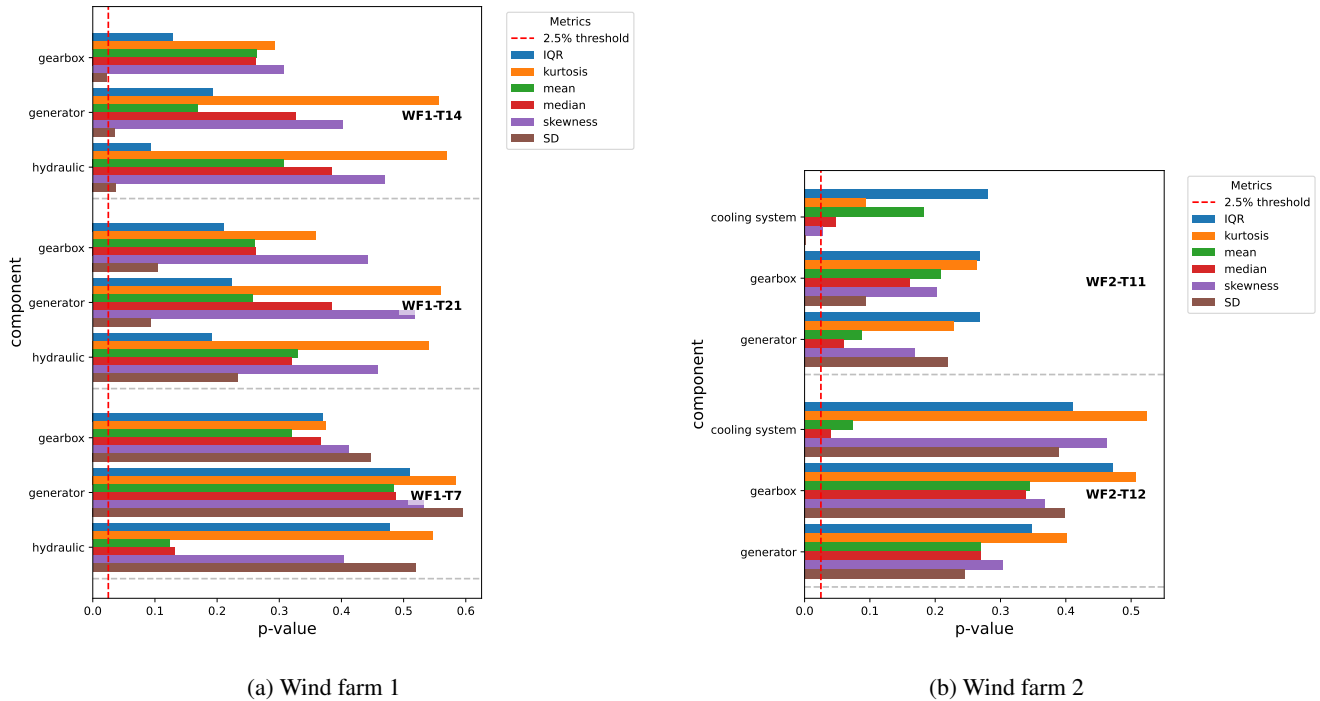 component
gearbox
generator
hydraulic
WF1-T14
gearbox
generator
hydraulic
WF1-T21
gearbox
generator
hydraulic
WF1-T7
0.0 0.1 0.2 0.3 0.4 0.5 0.6
p-value
Metrics
2.5% threshold
IQR
kurtosis
mean
median
skewness
SD
(a) Wind farm 1
component
cooling system
gearbox
generator
WF2-T11
cooling system
gearbox
generator
WF2-T12
0.0 0.1 0.2 0.3 0.4 0.5
p-value
Metrics
2.5% threshold
IQR
kurtosis
mean
median
skewness
SD
(b) Wind farm 2